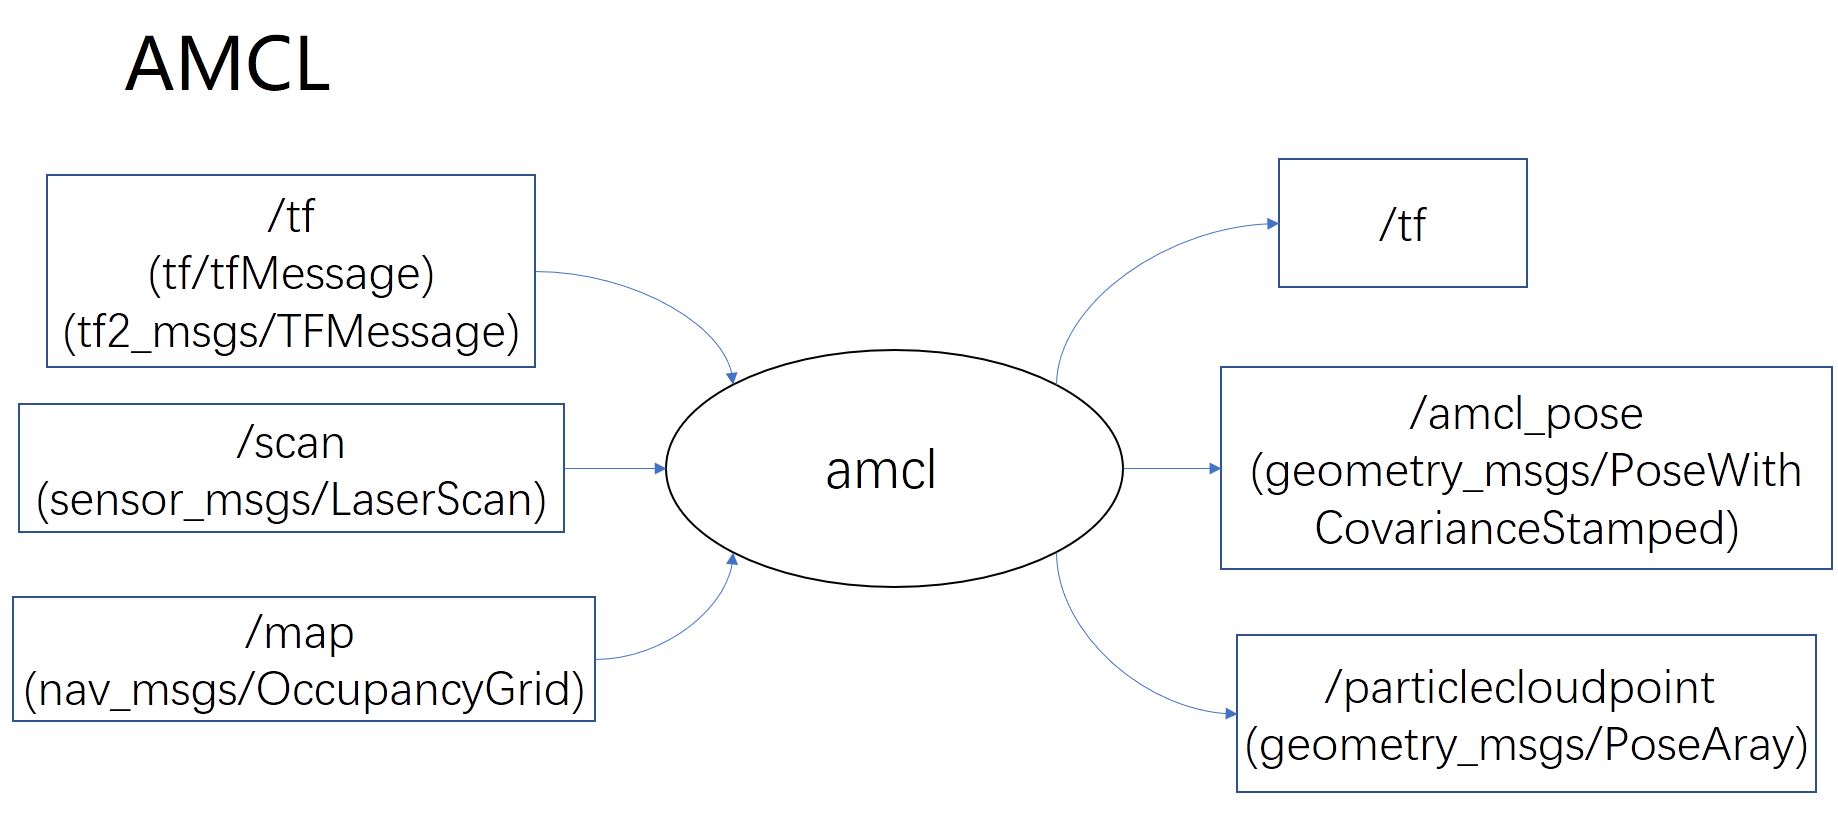 AMCL
/tf
(tf/tfMessage)
(tf2_msgs/TFMessage)
/scan
(sensor_msgs/LaserScan)
/map
(nav_msgs/OccupancyGrid)
amcl
/tf
/amcl_pose
(geometry_msgs/PoseWith
CovarianceStamped)
/particlecloudpoint
(geometry_msgs/PoseAray)